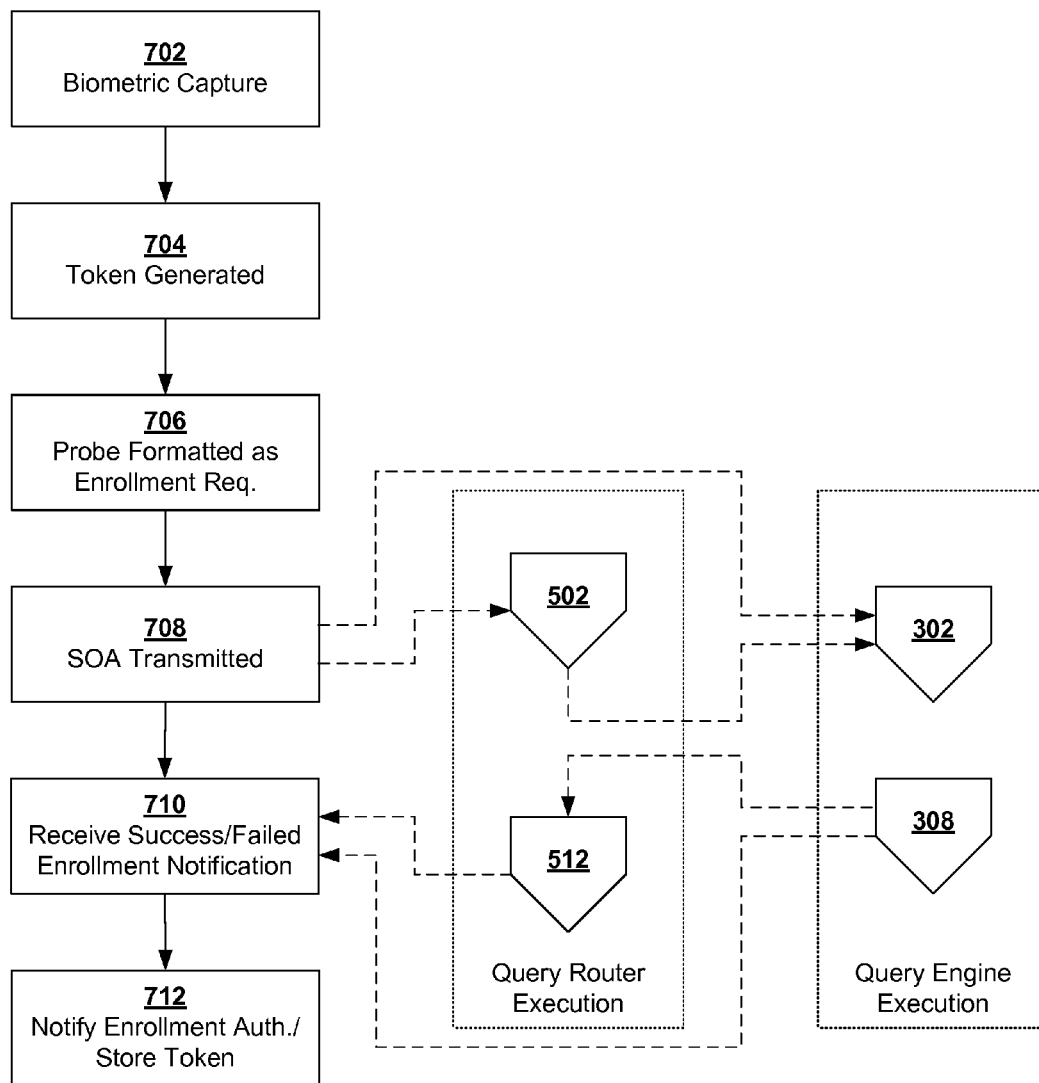 702
Biometric Capture
704
Token Generated
706
Probe Formatted as
Enrollment Req.
708
SOA Transmitted
710
Receive Success/Failed
Enrollment Notification
712
Notify Enrollment Auth./
Store Token
502
512
Query Router
Execution
302
308
Query Engine
Execution